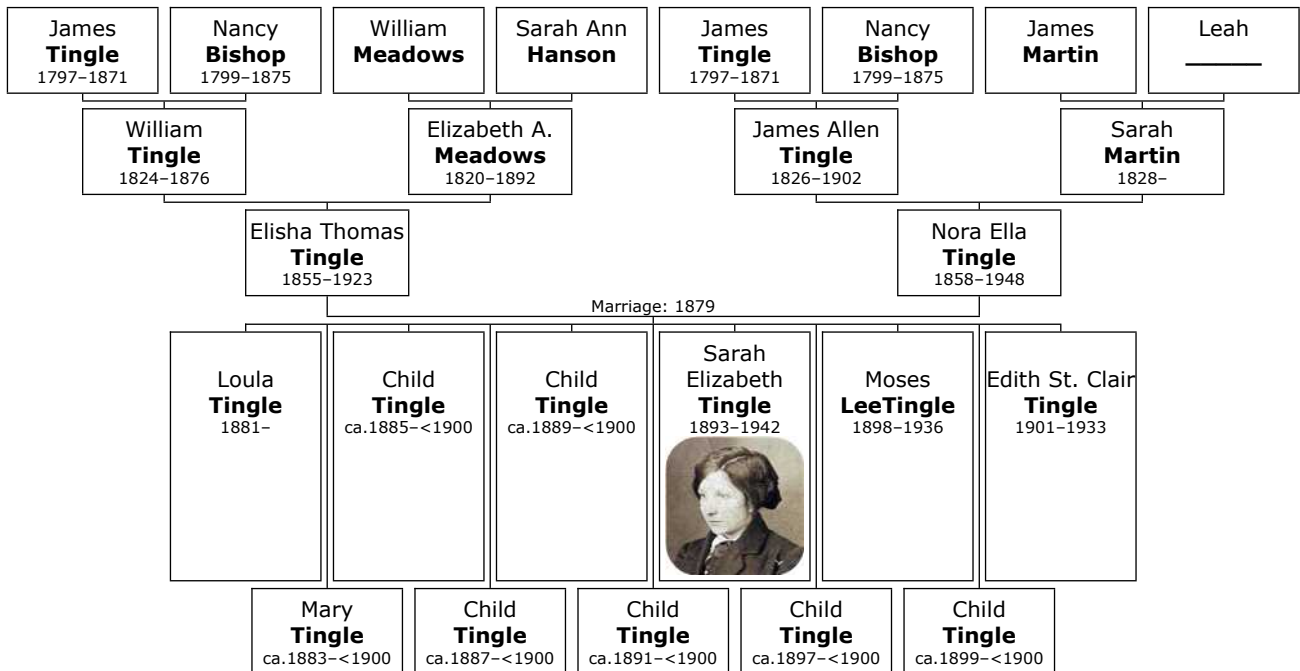 James
Tingle
1797–1871
Nancy
Bishop
1799–1875
William
Meadows
Sarah Ann
Hanson
James
Tingle
1797–1871
Nancy
Bishop
1799–1875
James
Martin
Leah
______
William
Tingle
1824–1876
Elizabeth A.
Meadows
1820–1892
James Allen
Tingle
1826–1902
Sarah
Martin
1828–
Elisha Thomas
Tingle
1855–1923
Nora Ella
Tingle
1858–1948
Marriage: 1879
Loula
Tingle
1881–
Child
Tingle
ca.1885–<1900
Child
Tingle
ca.1889–<1900
Sarah
Elizabeth
Tingle
1893–1942
Moses
LeeTingle
1898–1936
Edith St. Clair
Tingle
1901–1933
Mary
Tingle
ca.1883–<1900
Child
Tingle
ca.1887–<1900
Child
Tingle
ca.1891–<1900
Child
Tingle
ca.1897–<1900
Child
Tingle
ca.1899–<1900